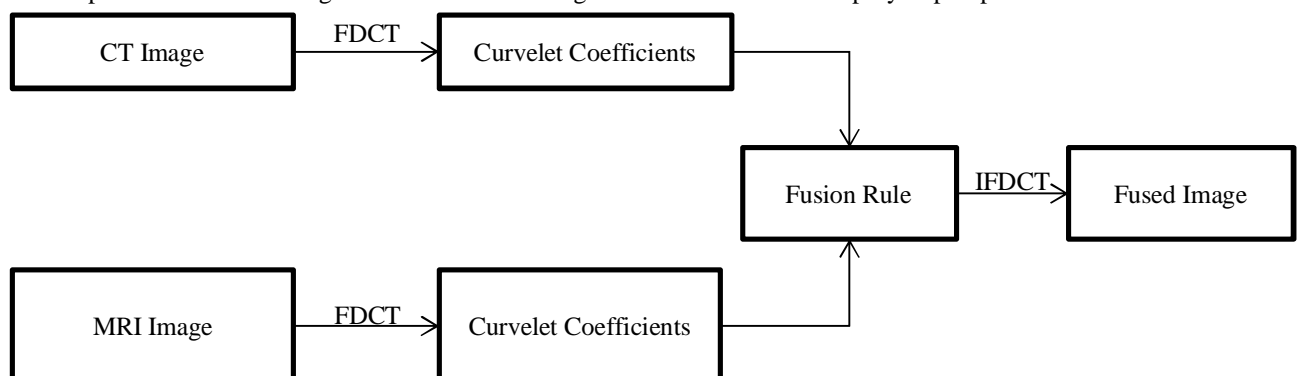 FDCT
CT Image
Curvelet Coefficients
Fusion Rule
IFDCT
Fused Image
MRI Image
FDCT
Curvelet Coefficients